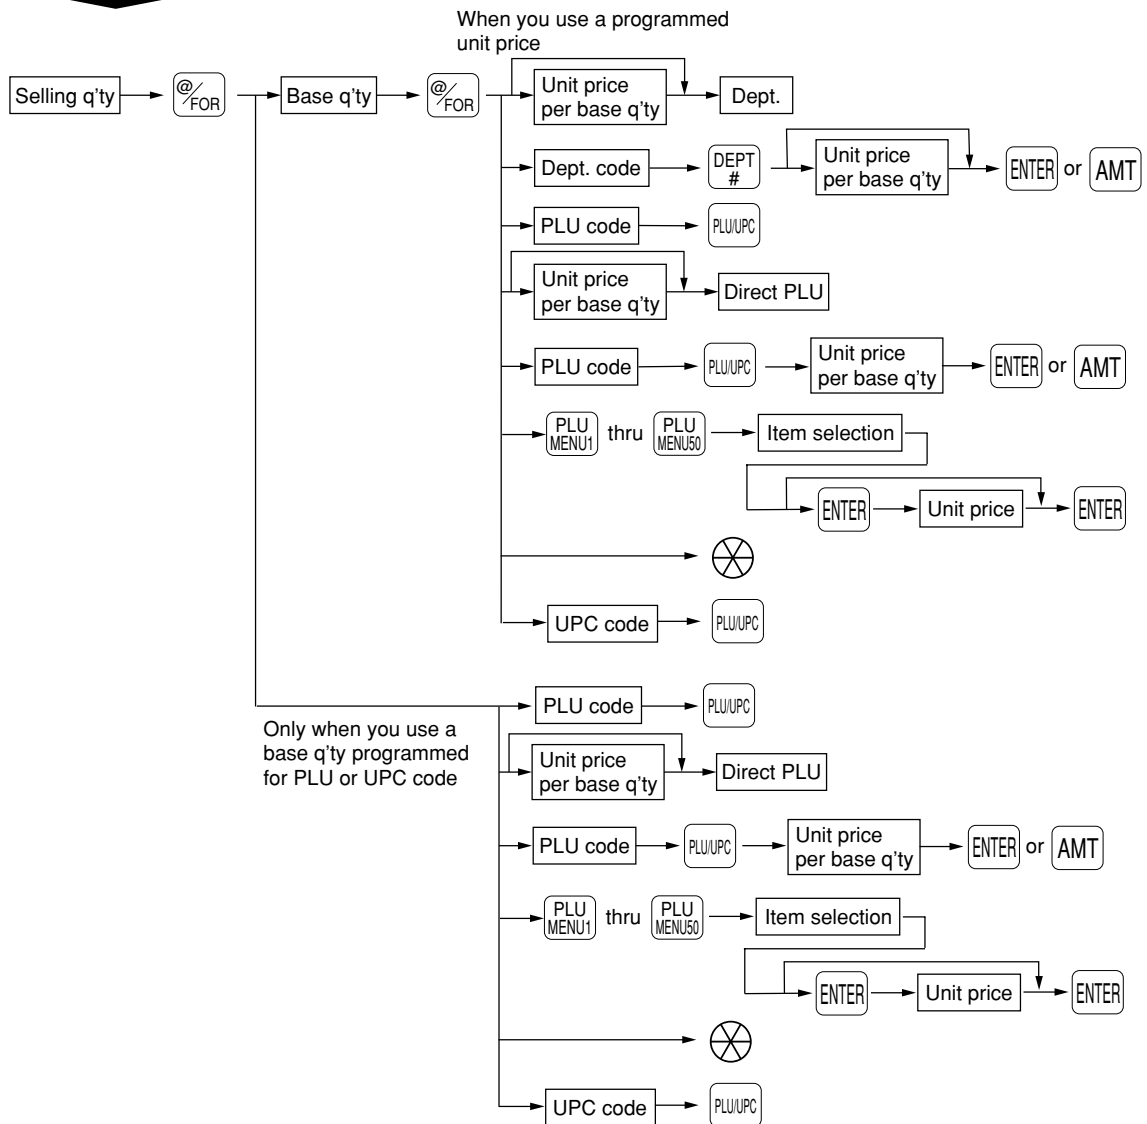 When you use a programmed
unit price
Selling q'ty
@/FOR
Base q'ty
@/FOR
Unit price
per base q'ty
Dept.
Dept. code
DEPT
#
Unit price
per base q'ty
ENTER or AMT
PLU code
PLU/UPC
Unit price
per base q'ty
Direct PLU
PLU code
PLU/UPC
Unit price
per base q'ty
ENTER or AMT
PLU
MENU1
thru
PLU
MENU50
Item selection
ENTER
Unit price
ENTER
UPC code
PLU/UPC
PLU code
PLU/UPC
Only when you use a
base q'ty programmed
for PLU or UPC code
Unit price
per base q'ty
Direct PLU
PLU code
PLU/UPC
Unit price
per base q'ty
ENTER or AMT
PLU
MENU1
thru
PLU
MENU50
Item selection
ENTER
Unit price
ENTER
UPC code
PLU/UPC